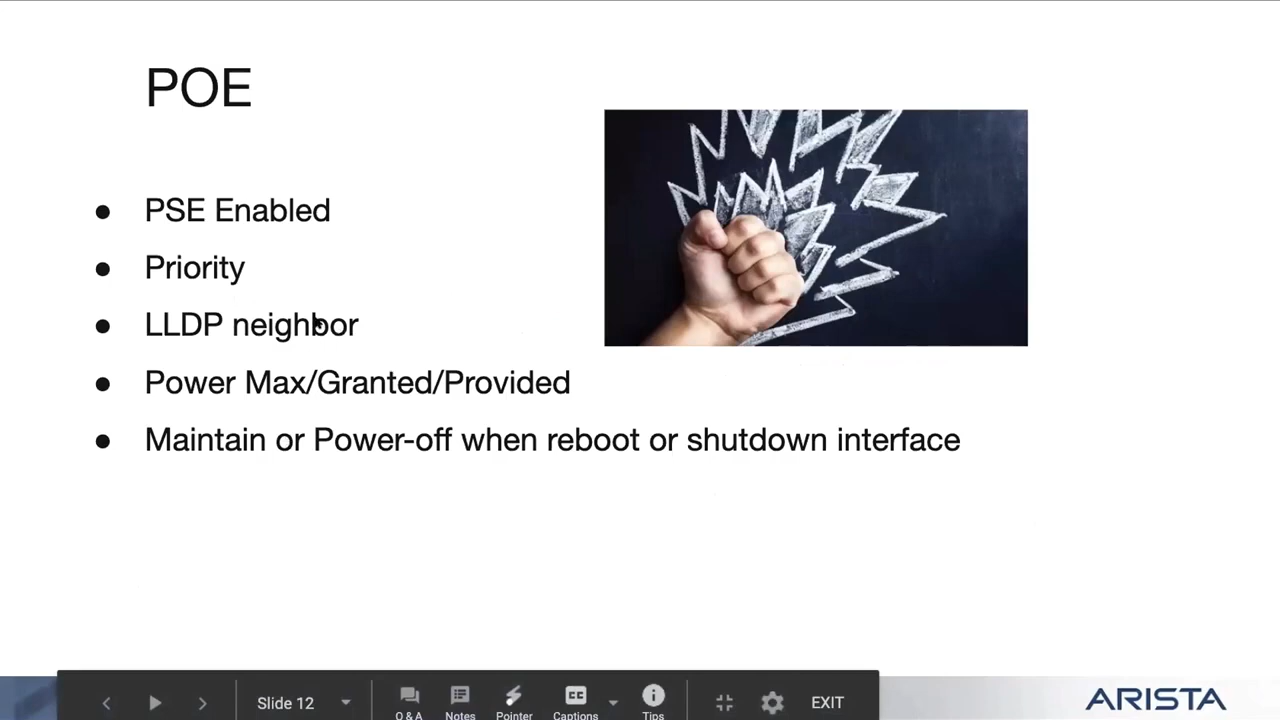 POE
PSE Enabled
Priority
LLDP neighbor
Power Max/Granted/Provided
Maintain or Power-off when reboot or shutdown interface
Slide 12
Q & A
Notes
Pointer
CC
Captions
Tips
EXIT
ARISTA